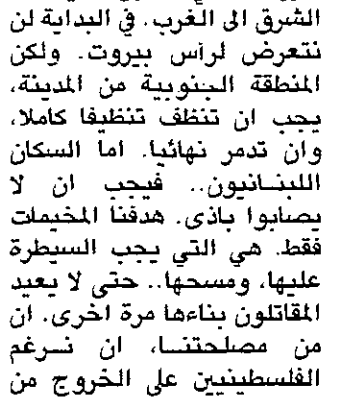 الشرق الى الغرب. في البداية لن
نتعرض لرأس بيروت. ولكن
المنطقة الجنوبية من المدينة،
يجب ان تنظف تنظيفا كاملا،
وان تدمر نهائيا. اما السكان
اللبنانيون.. فيجب ان لا
يصابوا باذى. هدفنا المخيمات
فقط. هي التي يجب السيطرة
عليها، ومسحها.. حتى لا يعيد
المقاتلون بناءها مرة اخرى. ان
من مصلحتنا، ان نرغم
الفلسطينيين على الخروج من